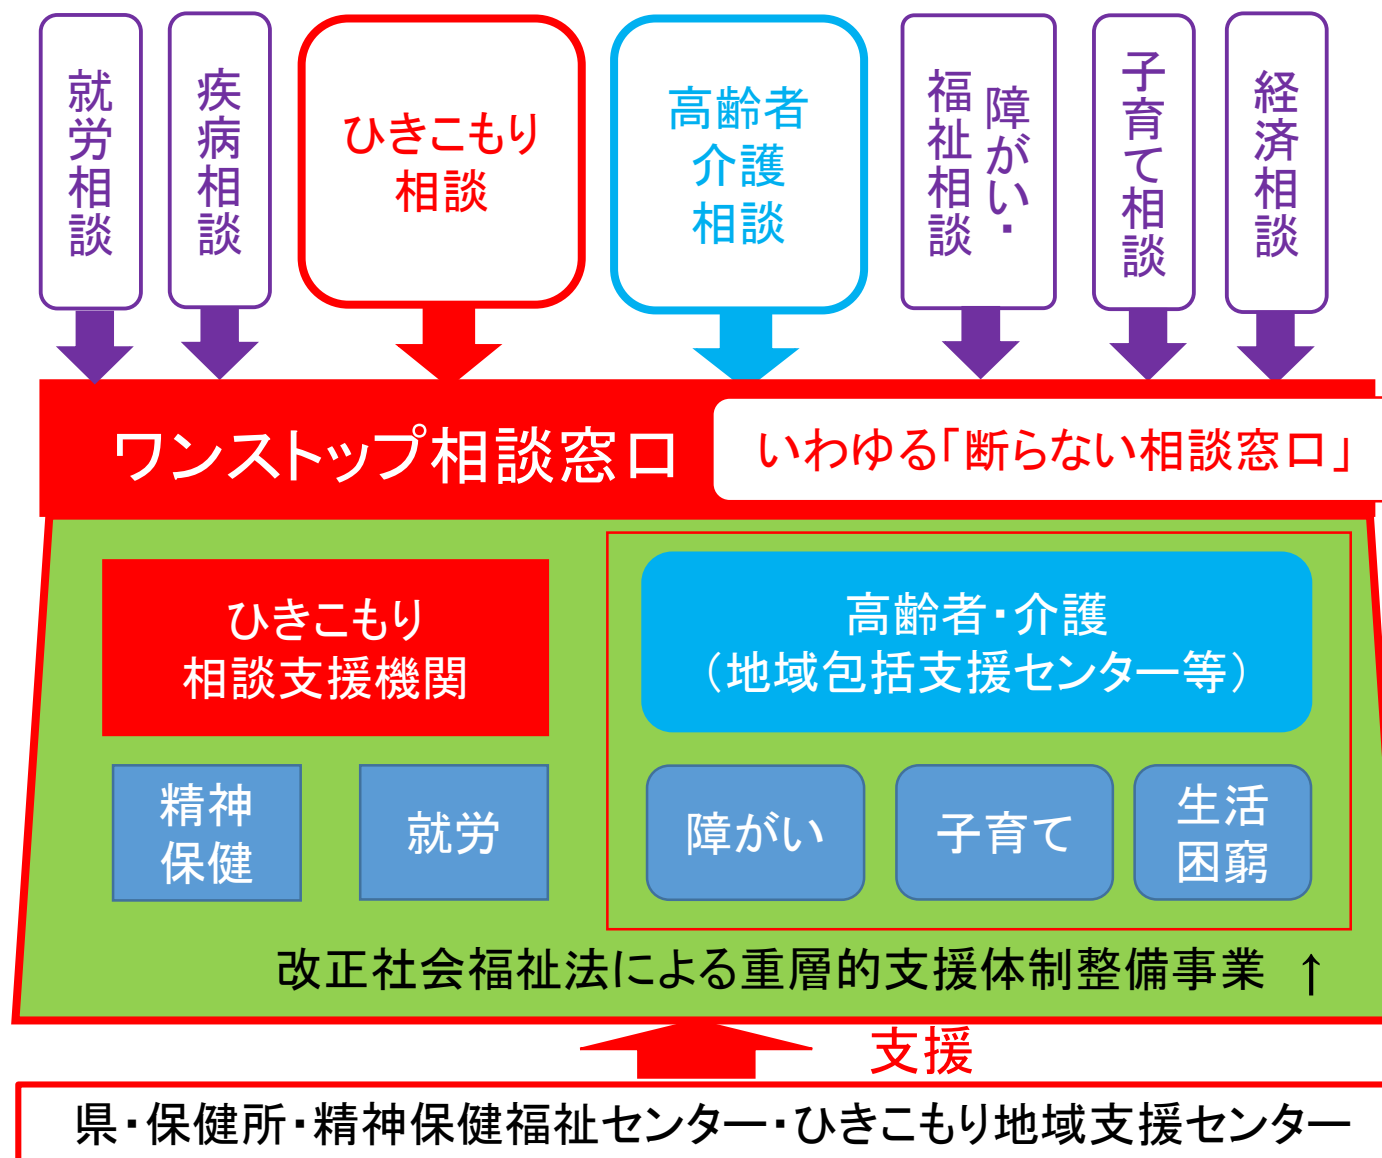 就労相談
疾病相談
ひきこもり
相談
高齢者
介護
相談
障がい・
福祉相談
子育て相談
経済相談
ワンストップ相談窓口
いわゆる「断らない相談窓口」
ひきこもり
相談支援機関
高齢者・介護
（地域包括支援センター等）
精神
保健
就労
障がい
子育て
生活
困窮
改正社会福祉法による重層的支援体制整備事業 ↑
支援
県・保健所・精神保健福祉センター・ひきこもり地域支援センター